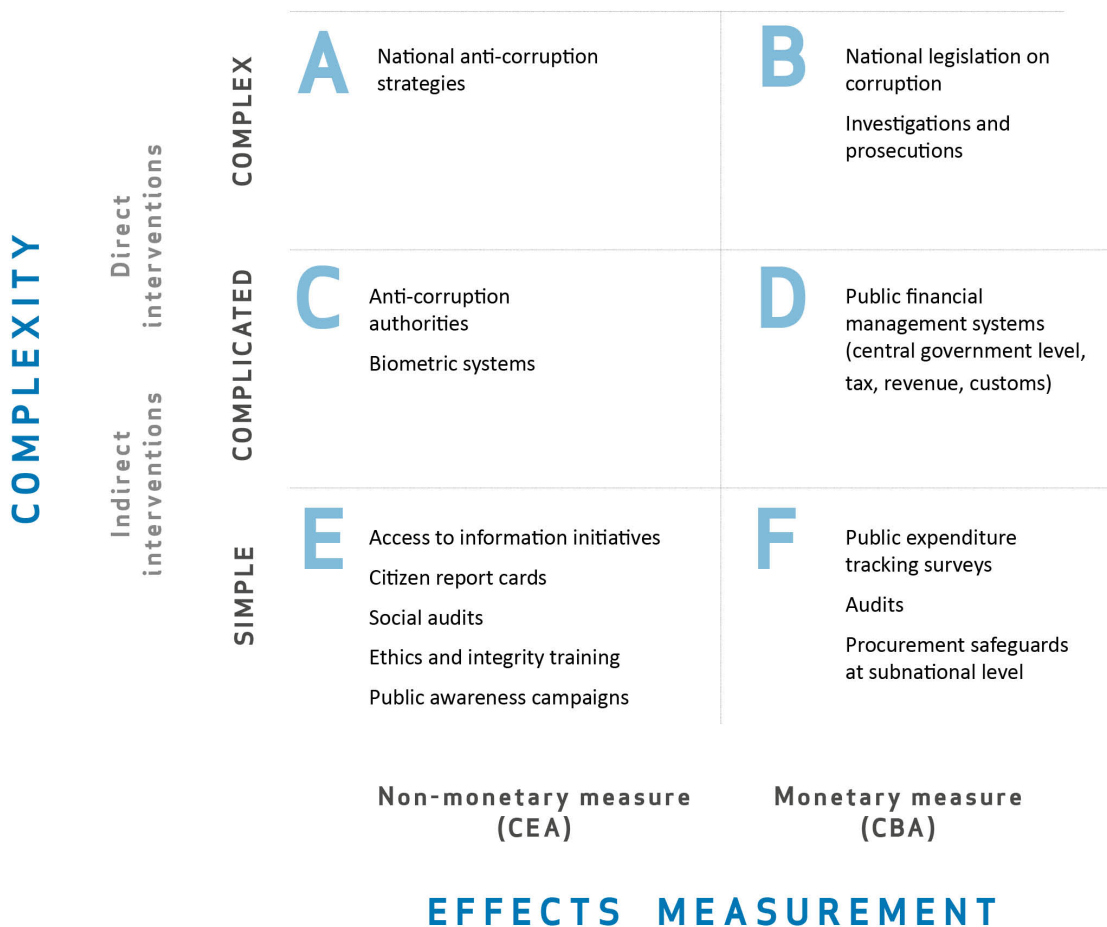 COMPLEXITY
Direct
interventions
Indirect
interventions
COMPLEX
A
National anti-corruption
strategies
B
National legislation on
corruption
Investigations and
prosecutions
COMPLICATED
C
Anti-corruption
authorities
Biometric systems
D
Public financial
management systems
(central government level,
tax, revenue, customs)
SIMPLE
E
Access to information initiatives
Citizen report cards
Social audits
Ethics and integrity training
Public awareness campaigns
F
Public expenditure
tracking surveys
Audits
Procurement safeguards
at subnational level
Non-monetary measure
(CEA)
Monetary measure
(CBA)
EFFECTS MEASUREMENT